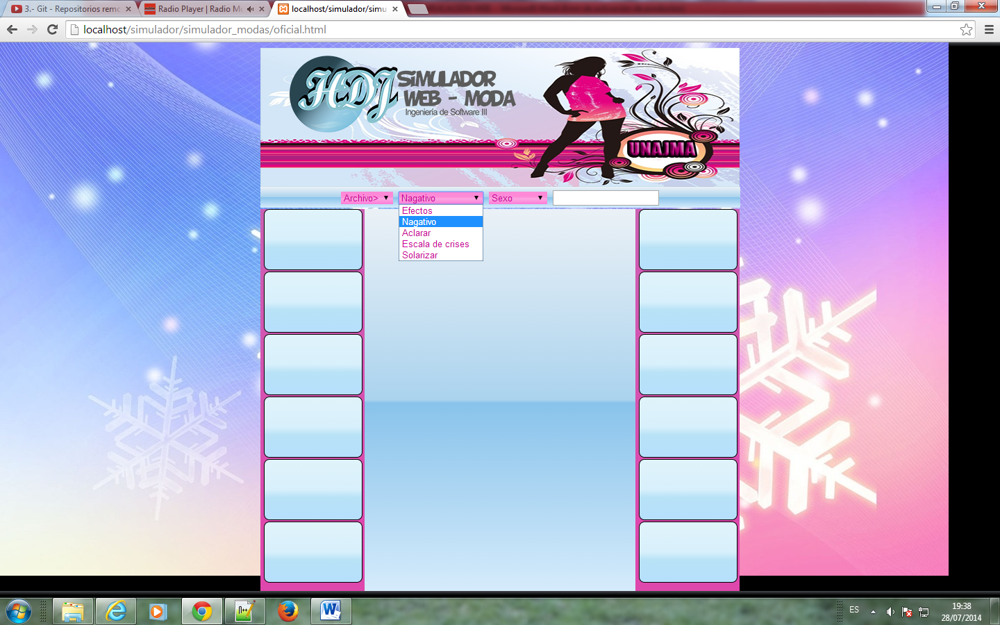 3.- Git - Repositorios remo
Radio Player | Radio M
localhost/simulador/simu
localhost/simulador/simulador_modas/oficial.html
HDJ
SIMULADOR
WEB - MODA
Ingeniería de Software III
UNAJMA
Archivo>
Nagativo
Sexo
Efectos
Nagativo
Aclarar
Escala de crises
Solarizar
ES
19:38
28/07/2014